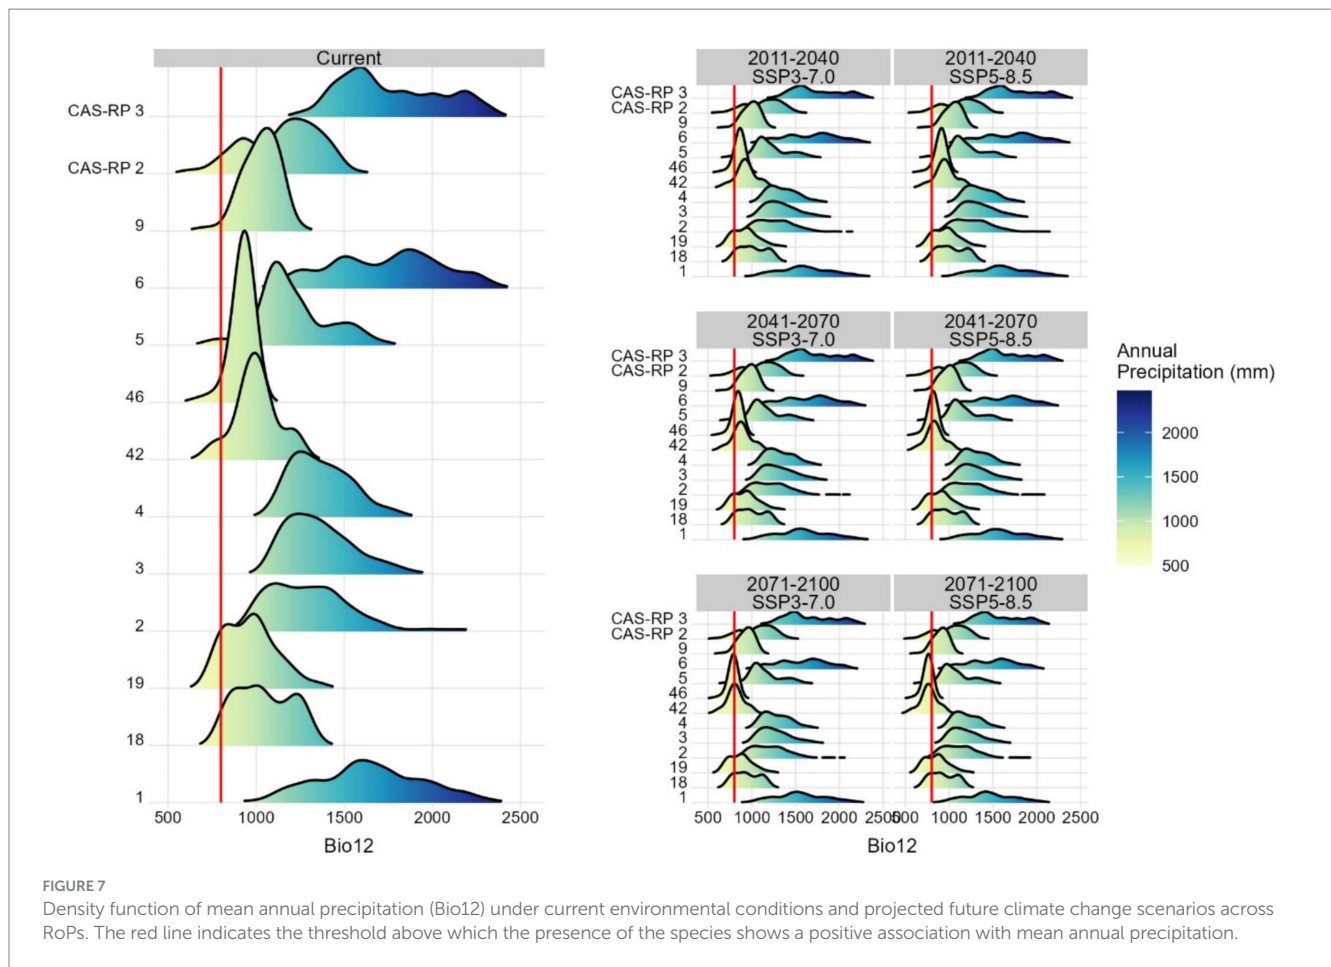 Current
CAS-RP 3
CAS-RP 2
9
6
5
46
42
4
3
2
19
18
1
500 1000 1500 2000 2500
Bio12
2011-2040 2011-2040
SSP3-7.0 SSP5-8.5
CAS-RP 3
CAS-RP 2
9
6
5
46
42
4
3
2
19
18
1
2041-2070 2041-2070
SSP3-7.0 SSP5-8.5
CAS-RP 3
CAS-RP 2
9
6
5
46
42
4
3
2
19
18
1
2071-2100 2071-2100
SSP3-7.0 SSP5-8.5
CAS-RP 3
CAS-RP 2
9
6
5
46
42
4
3
2
19
18
1
500 1000 1500 2000 1000 1500 2000 2500
Bio12
Annual
Precipitation (mm)
2000
1500
1000
500
FIGURE 7
Density function of mean annual precipitation (Bio12) under current environmental conditions and projected future climate change scenarios across
RoPs. The red line indicates the threshold above which the presence of the species shows a positive association with mean annual precipitation.